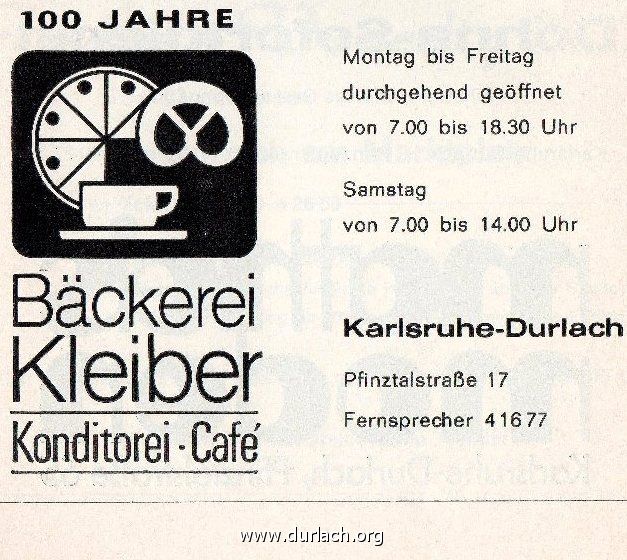 100 JAHRE
Bäckerei
Kleiber
Konditorei · Café
Montag bis Freitag
durchgehend geöffnet
von 7.00 bis 18.30 Uhr
Samstag
von 7.00 bis 14.00 Uhr
Karlsruhe-Durlach
Pfinztalstraße 17
Fernsprecher 41677
www.durlach.org